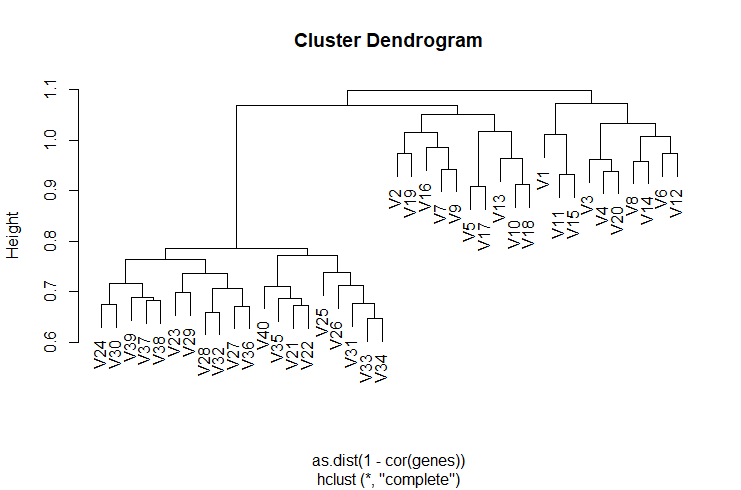 Cluster Dendrogram
Height
1.1
1.0
0.9
0.8
0.7
0.6
V24
V30
V39
V37
V38
V23
V29
V28
V32
V27
V36
V40
V35
V21
V22
V25
V26
V31
V33
V34
V2
V19
V16
V7
V9
V5
V17
V13
V10
V18
V1
V11
V15
V3
V4
V20
V8
V14
V6
V12
as.dist(1 - cor(genes))
hclust (*, "complete")